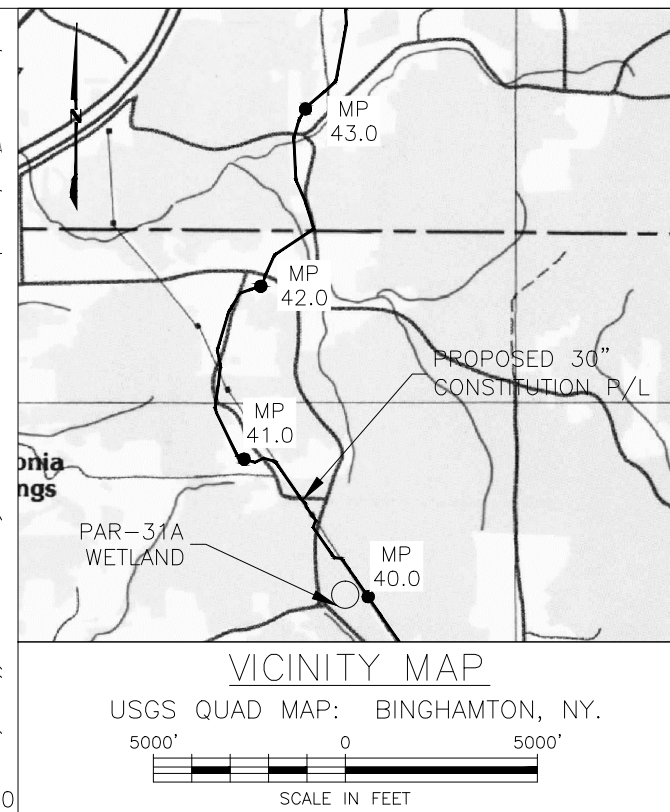 N
MP
43.0
MP
42.0
PROPOSED 30"
CONSTITUTION P/L
MP
41.0
onia
ngs
PAR-31A
WETLAND
MP
40.0
VICINITY MAP
USGS QUAD MAP: BINGHAMTON, NY.
5000' 0 5000'
SCALE IN FEET